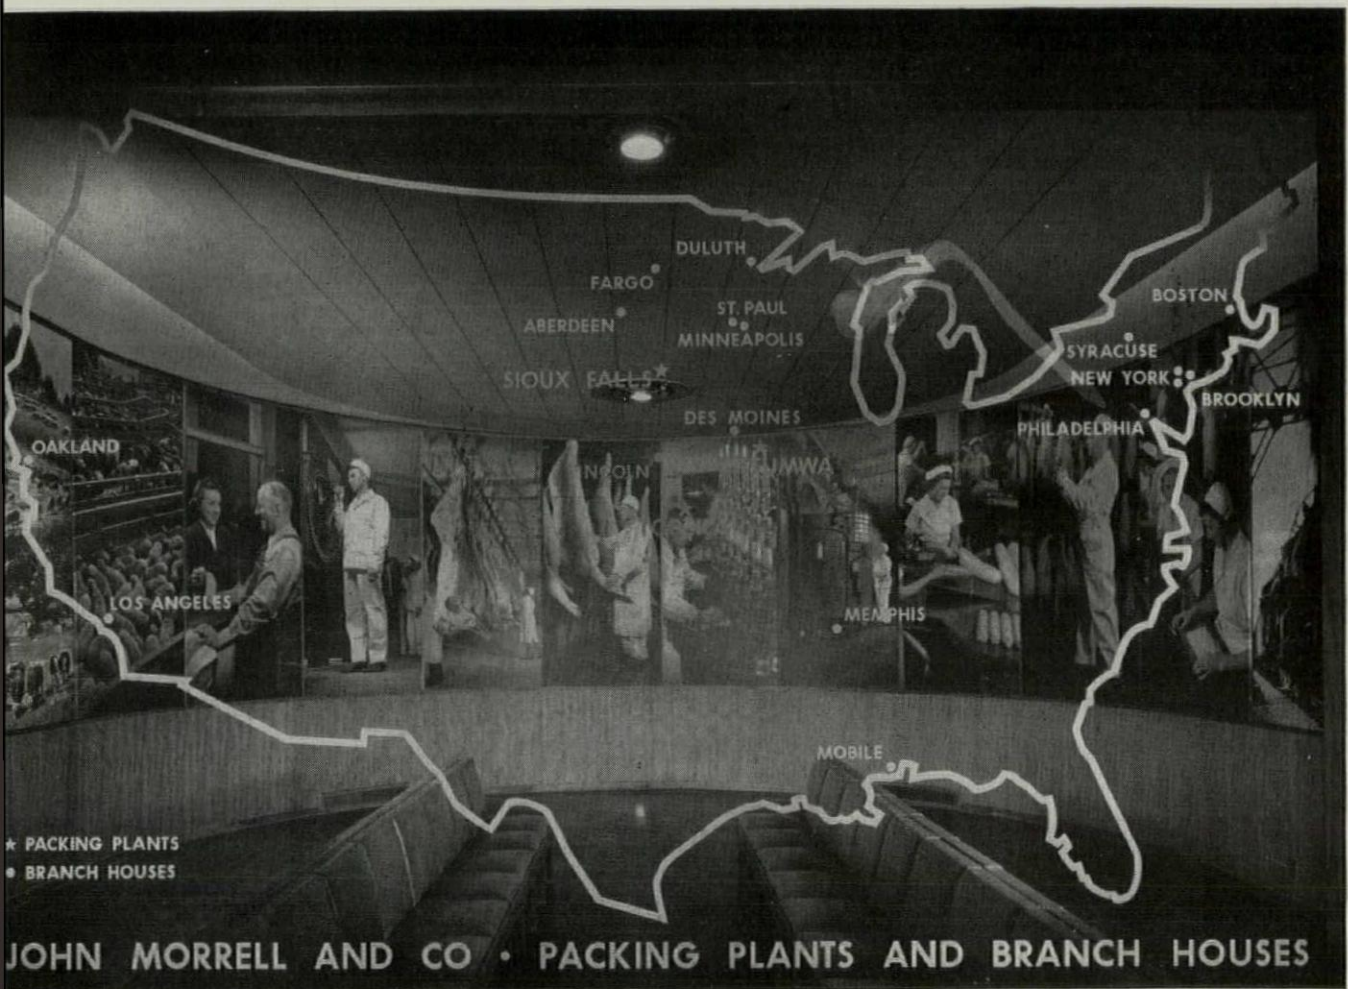 DULUTH
FARGO
ST. PAUL
ABERDEEN
MINNEAPOLIS
BOSTON
SYRACUSE
SIOUX FALLS
NEW YORK
BROOKLYN
DES MOINES
PHILADELPHIA
OAKLAND
LOS ANGELES
MEMPHIS
MOBILE
★ PACKING PLANTS
• BRANCH HOUSES
JOHN MORRELL AND CO • PACKING PLANTS AND BRANCH HOUSES